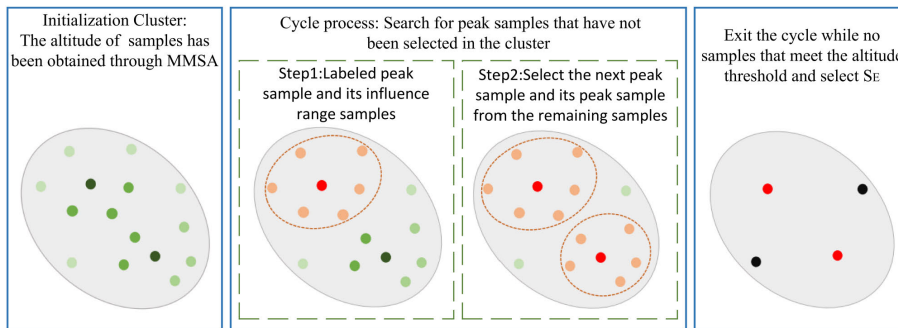 Initialization Cluster:
The altitude of samples has
been obtained through MMSA
Cycle process: Search for peak samples that have not
been selected in the cluster
Step1:Labeled peak
sample and its influence
range samples
Step2:Select the next peak
sample and its peak sample
from the remaining samples
Exit the cycle while no
samples that meet the altitude
threshold and select SE